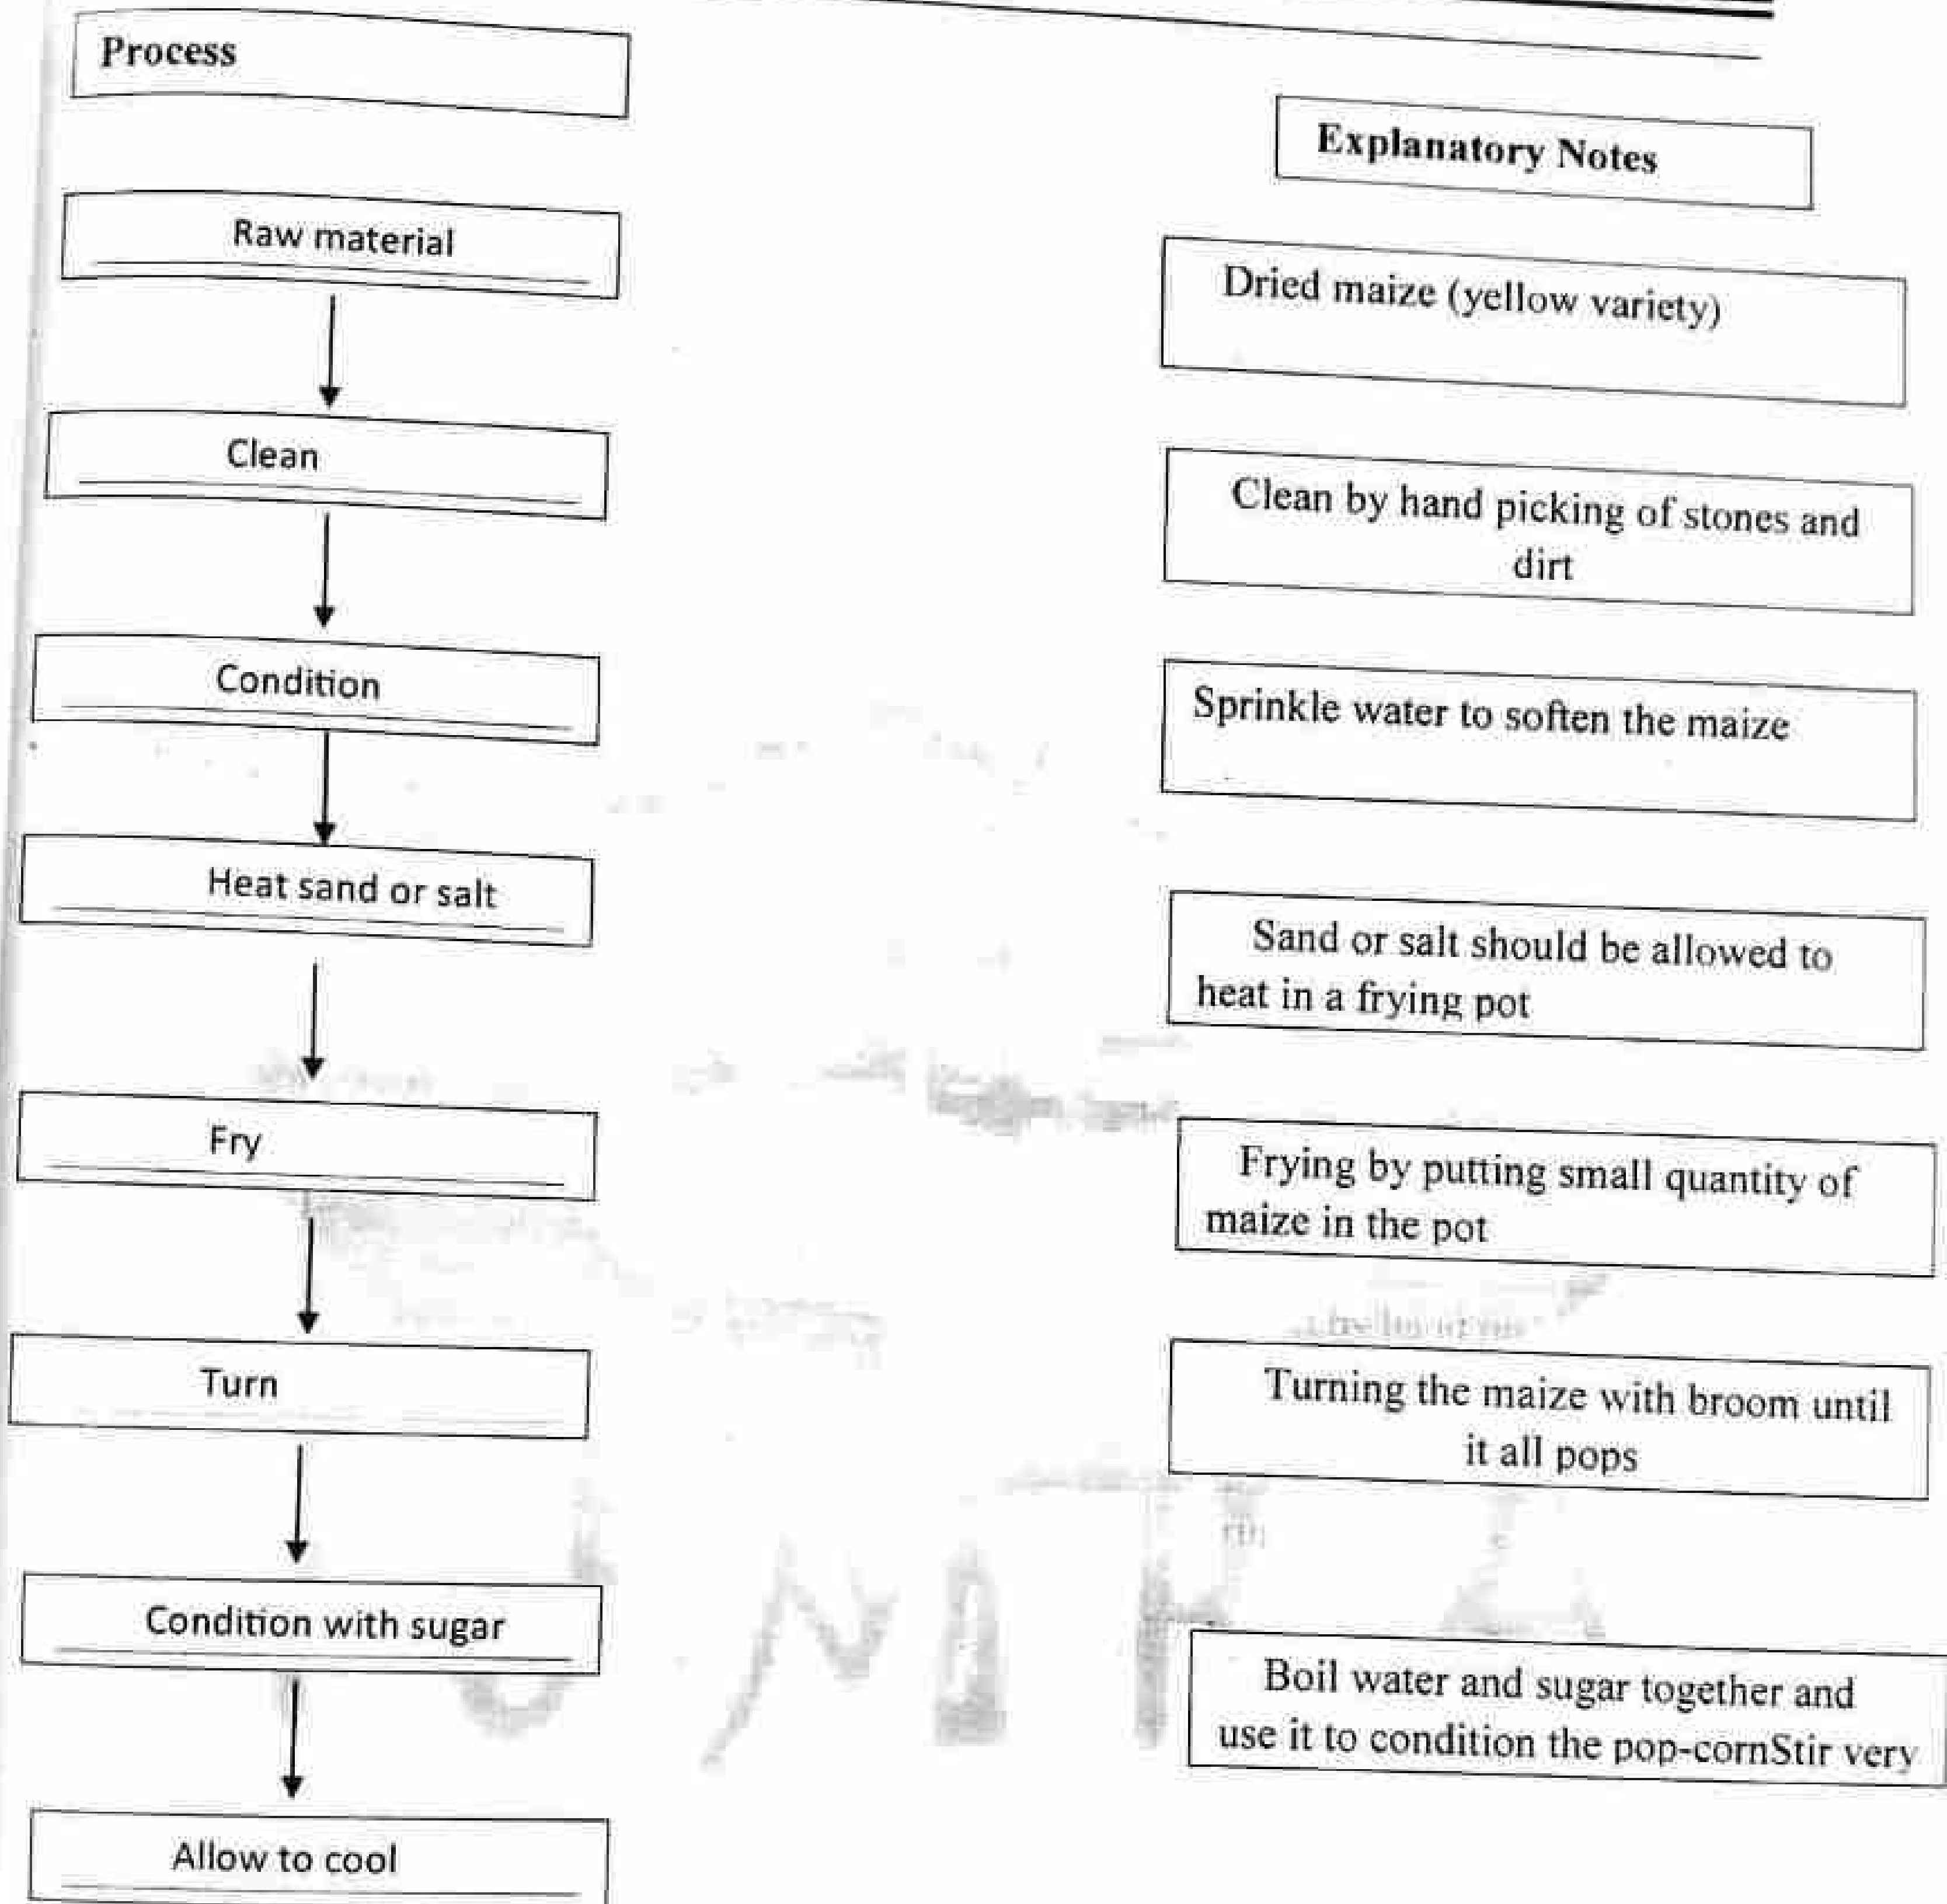 Process
Explanatory Notes
Raw material
Dried maize (yellow variety)
Clean
Clean by hand picking of stones and
dirt
Condition
Sprinkle water to soften the maize
Heat sand or salt
Sand or salt should be allowed to
heat in a frying pot
Fry
Frying by putting small quantity of
maize in the pot
Turn
Turning the maize with broom until
it all pops
Condition with sugar
Boil water and sugar together and
use it to condition the pop-cornStir very
Allow to cool